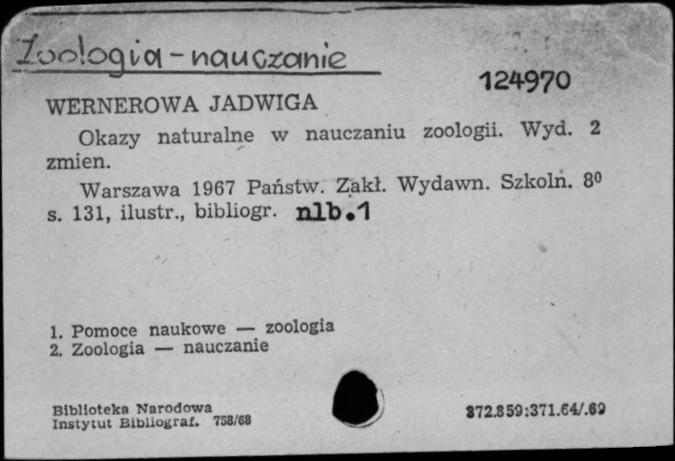 Zoologia - nauczanie
124970
WERNEROWA JADWIGA
Okazy naturalne w nauczaniu zoologii. Wyd. 2
zmien.
Warszawa 1967 Państw. Zakł. Wydawn. Szkoln. 8⁰
s. 131, ilustr., bibliogr. nlb.1
1. Pomoce naukowe — zoologia
2. Zoologia — nauczanie
Biblioteka Narodowa
Instytut Bibliograf. 758/68
372.859:371.64/.69